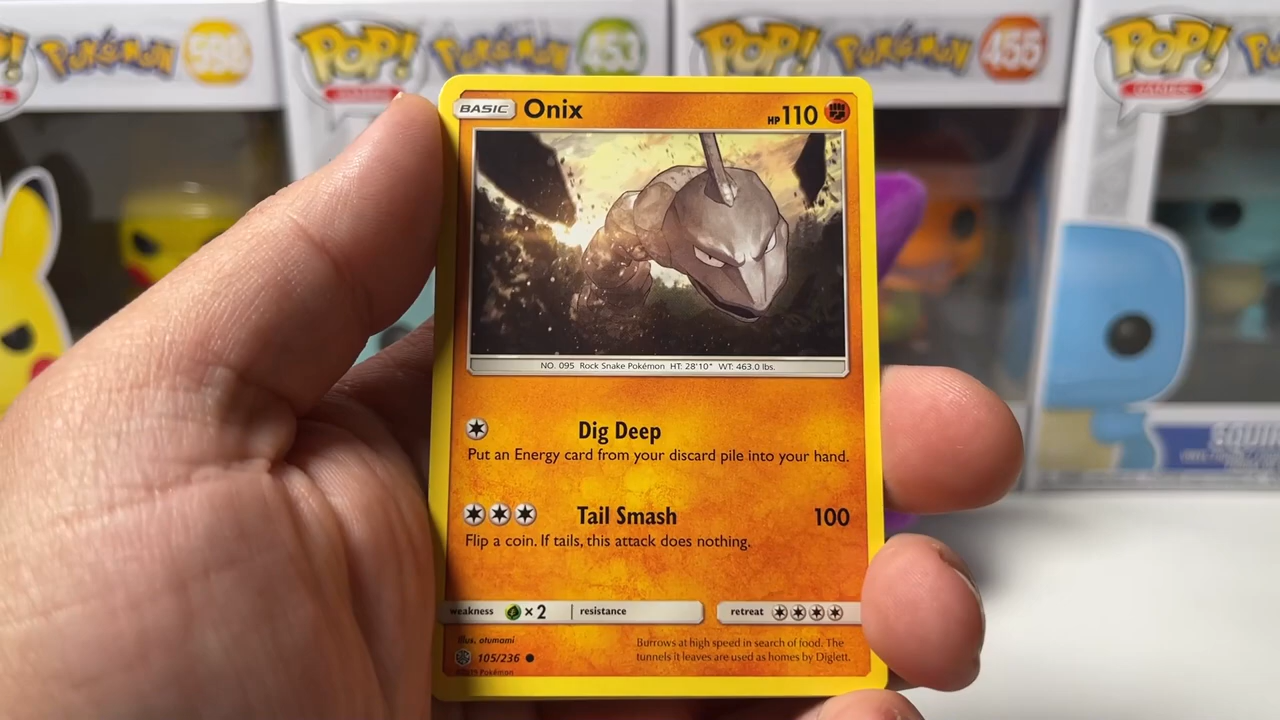 POP! Pokémon
POP! Pokémon 453
POP! Pokémon 455
POP!
BASIC Onix HP 110
NO. 095 Rock Snake Pokémon HT: 28'10" WT: 463.0 lbs.
Dig Deep
Put an Energy card from your discard pile into your hand.
Tail Smash 100
Flip a coin. If tails, this attack does nothing.
weakness ×2 resistance retreat
Illus. otumami
Burrows at high speed in search of food. The
tunnels it leaves are used as homes by Diglett.
105/236
©2019 Pokémon